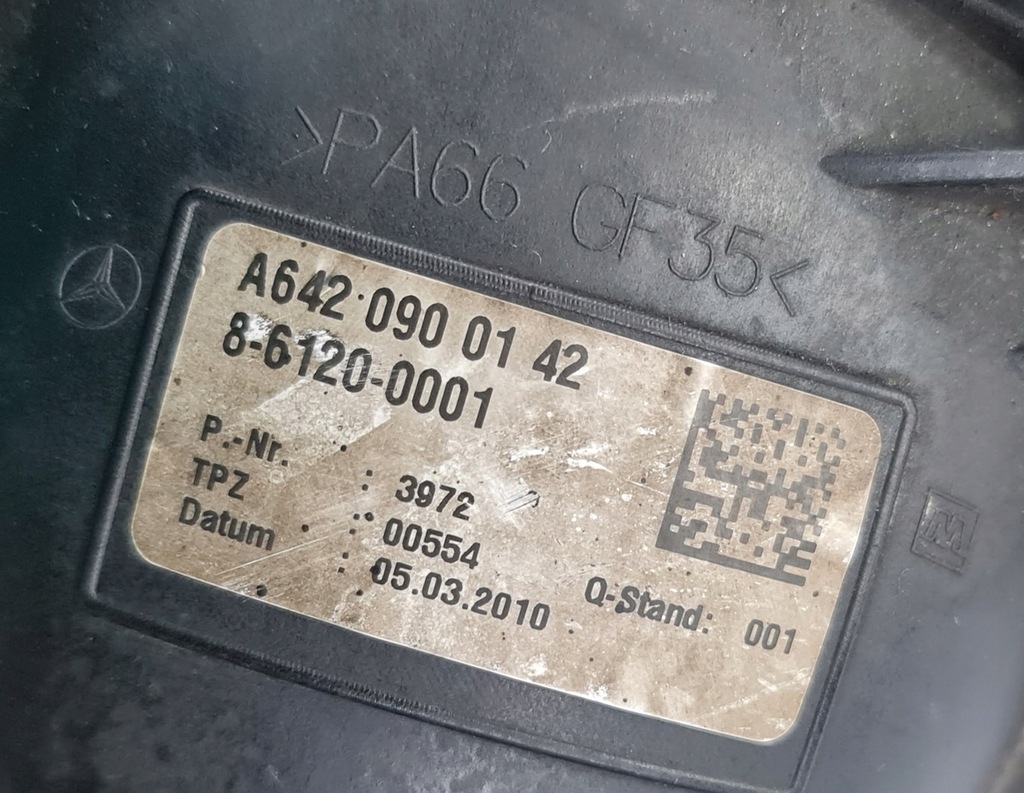 >PA66 GF35<
A642 090 01 42
8-6120-0001
P.-Nr. : 3972
TPZ : 00554
Datum : 05.03.2010
Q-Stand: 001
M